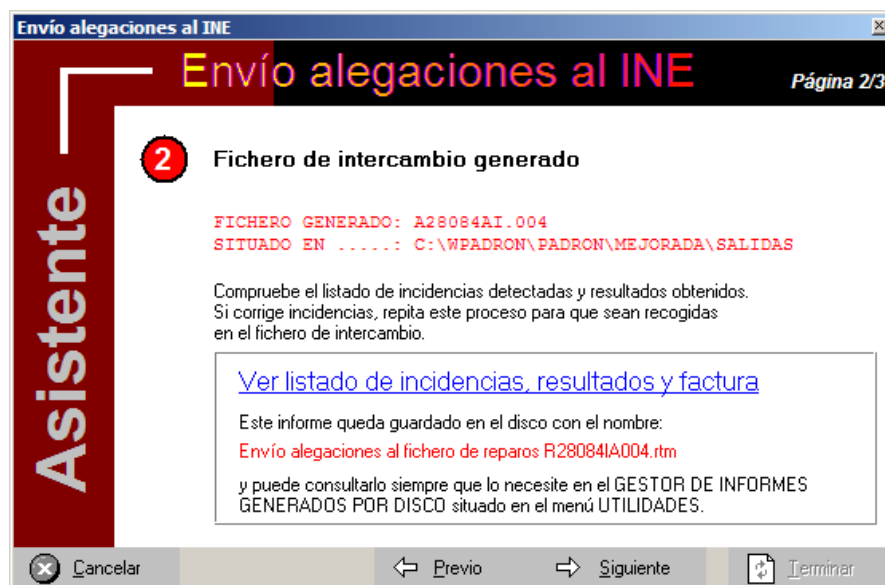 Envío alegaciones al INE
Envío alegaciones al INE
Página 2/3
Asistente
2
Fichero de intercambio generado
FICHERO GENERADO: A28084AI.004
SITUADO EN .....: C:\WPADRON\PADRON\MEJORADA\SALIDAS
Compruebe el listado de incidencias detectadas y resultados obtenidos.
Si corrige incidencias, repita este proceso para que sean recogidas
en el fichero de intercambio.
Ver listado de incidencias, resultados y factura
Este informe queda guardado en el disco con el nombre:
Envío alegaciones al fichero de reparos R28084IA004.rtm
y puede consultarlo siempre que lo necesite en el GESTOR DE INFORMES
GENERADOS POR DISCO situado en el menú UTILIDADES.
Cancelar
Previo
Siguiente
Terminar